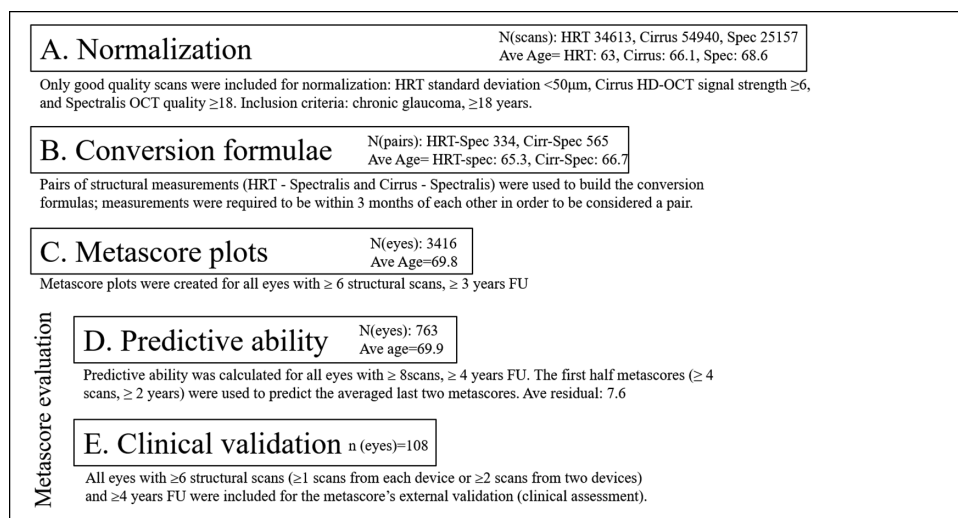 A. Normalization
N(scans): HRT 34613, Cirrus 54940, Spec 25157
Ave Age= HRT: 63, Cirrus: 66.1, Spec: 68.6
Only good quality scans were included for normalization: HRT standard deviation <50μm, Cirrus HD-OCT signal strength ≥6,
and Spectralis OCT quality ≥18. Inclusion criteria: chronic glaucoma, ≥18 years.
B. Conversion formulae
N(pairs): HRT-Spec 334, Cirr-Spec 565
Ave Age= HRT-spec: 65.3, Cirr-Spec: 66.7
Pairs of structural measurements (HRT - Spectralis and Cirrus - Spectralis) were used to build the conversion
formulas; measurements were required to be within 3 months of each other in order to be considered a pair.
C. Metascore plots
N(eyes): 3416
Ave Age=69.8
Metascore plots were created for all eyes with ≥ 6 structural scans, ≥ 3 years FU
Metascore evaluation
D. Predictive ability
N(eyes): 763
Ave age=69.9
Predictive ability was calculated for all eyes with ≥ 8scans, ≥ 4 years FU. The first half metascores (≥ 4
scans, ≥ 2 years) were used to predict the averaged last two metascores. Ave residual: 7.6
E. Clinical validation n (eyes)=108
All eyes with ≥6 structural scans (≥1 scans from each device or ≥2 scans from two devices)
and ≥4 years FU were included for the metascore's external validation (clinical assessment).